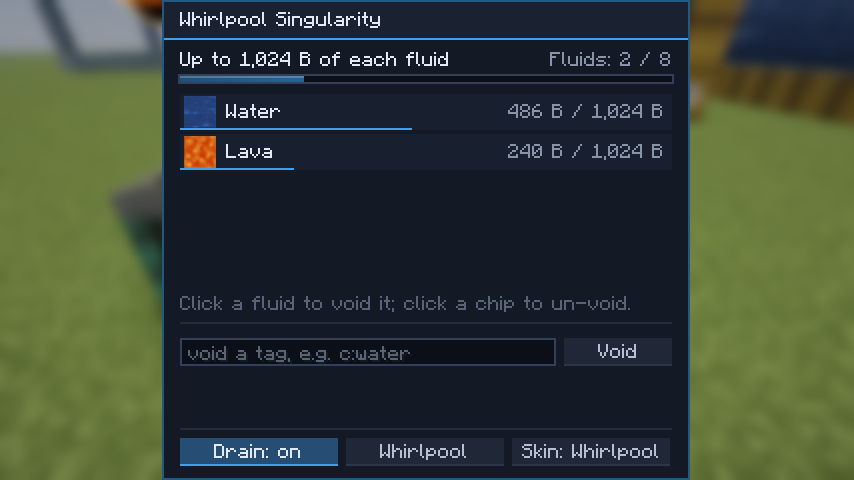 Whirlpool Singularity
Up to 1,024 B of each fluid Fluids: 2 / 8
Water 486 B / 1,024 B
Lava 240 B / 1,024 B
Click a fluid to void it; click a chip to un-void.
void a tag, e.g. c:water Void
Drain: on Whirlpool Skin: Whirlpool